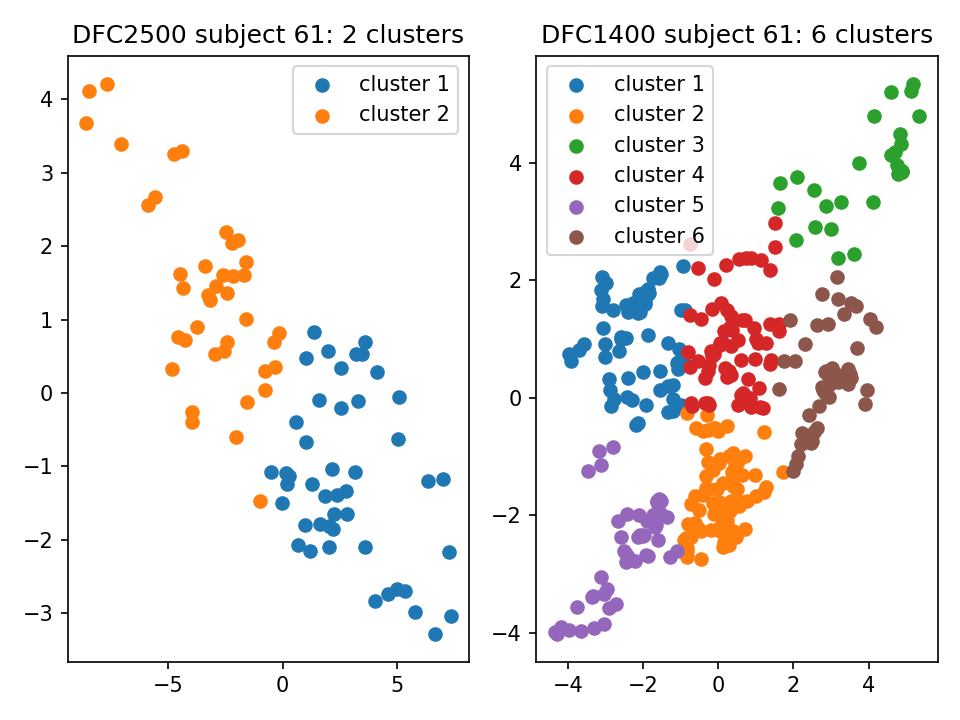 DFC2500 subject 61: 2 clusters
cluster 1
cluster 2
4
3
2
1
0
−1
−2
−3
−5
0
5
DFC1400 subject 61: 6 clusters
cluster 1
cluster 2
cluster 3
cluster 4
cluster 5
cluster 6
4
2
0
−2
−4
−4
−2
0
2
4